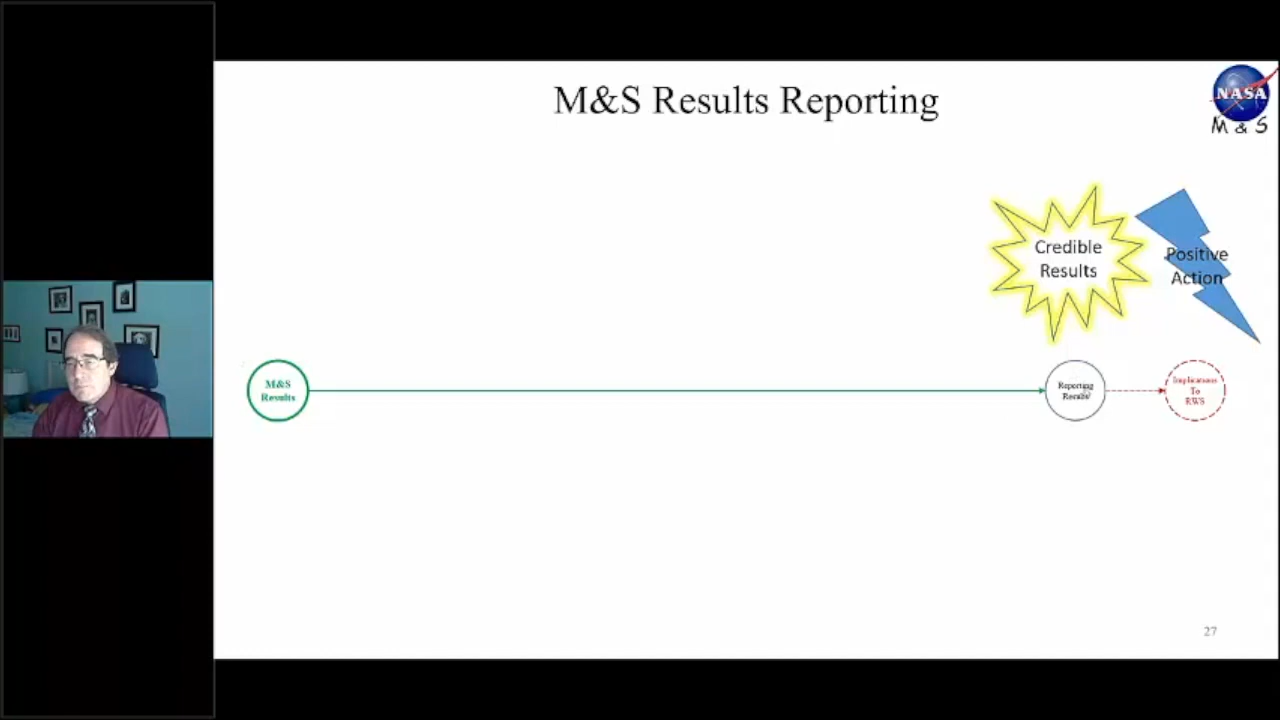 M&S Results Reporting
NASA
M & S
Credible
Results
Positive
Action
M&S
Results
Reporting
Results
Implications
To
RWS
27